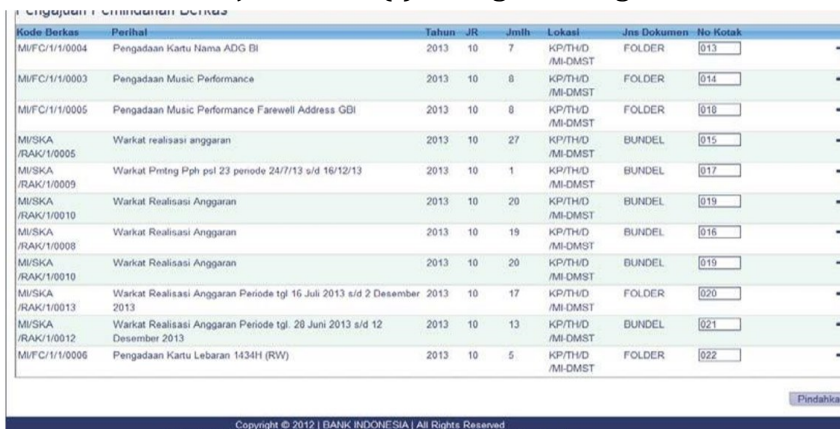 Pengajuan Pemindahan Berkas
Kode Berkas Perihal Tahun JR Jmlh Lokasi Jns Dokumen No Kotak
MI/FC/1/1/0004 Pengadaan Kartu Nama ADG BI 2013 10 7 KP/TH/D FOLDER 013
/MI-DMST
MI/FC/1/1/0003 Pengadaan Music Performance 2013 10 8 KP/TH/D FOLDER 014
/MI-DMST
MI/FC/1/1/0005 Pengadaan Music Performance Farewell Address GBI 2013 10 8 KP/TH/D FOLDER 018
/MI-DMST
MI/SKA Warkat realisasi anggaran 2013 10 27 KP/TH/D BUNDEL 015
/RAK/1/0005 /MI-DMST
MI/SKA Warkat Pmtng Pph psl 23 periode 24/7/13 s/d 16/12/13 2013 10 1 KP/TH/D BUNDEL 017
/RAK/1/0009 /MI-DMST
MI/SKA Warkat Realisasi Anggaran 2013 10 20 KP/TH/D BUNDEL 019
/RAK/1/0010 /MI-DMST
MI/SKA Warkat Realisasi Anggaran 2013 10 19 KP/TH/D BUNDEL 016
/RAK/1/0008 /MI-DMST
MI/SKA Warkat Realisasi Anggaran 2013 10 20 KP/TH/D BUNDEL 019
/RAK/1/0010 /MI-DMST
MI/SKA Warkat Realisasi Anggaran Periode tgl 16 Juli 2013 s/d 2 Desember 2013 10 17 KP/TH/D FOLDER 020
/RAK/1/0013 2013 /MI-DMST
MI/SKA Warkat Realisasi Anggaran Periode tgl. 20 Juni 2013 s/d 12 2013 10 13 KP/TH/D BUNDEL 021
/RAK/1/0012 Desember 2013 /MI-DMST
MI/FC/1/1/0006 Pengadaan Kartu Lebaran 1434H (RW) 2013 10 5 KP/TH/D FOLDER 022
/MI-DMST
Pindahka
Copyright © 2012 | BANK INDONESIA | All Rights Reserved